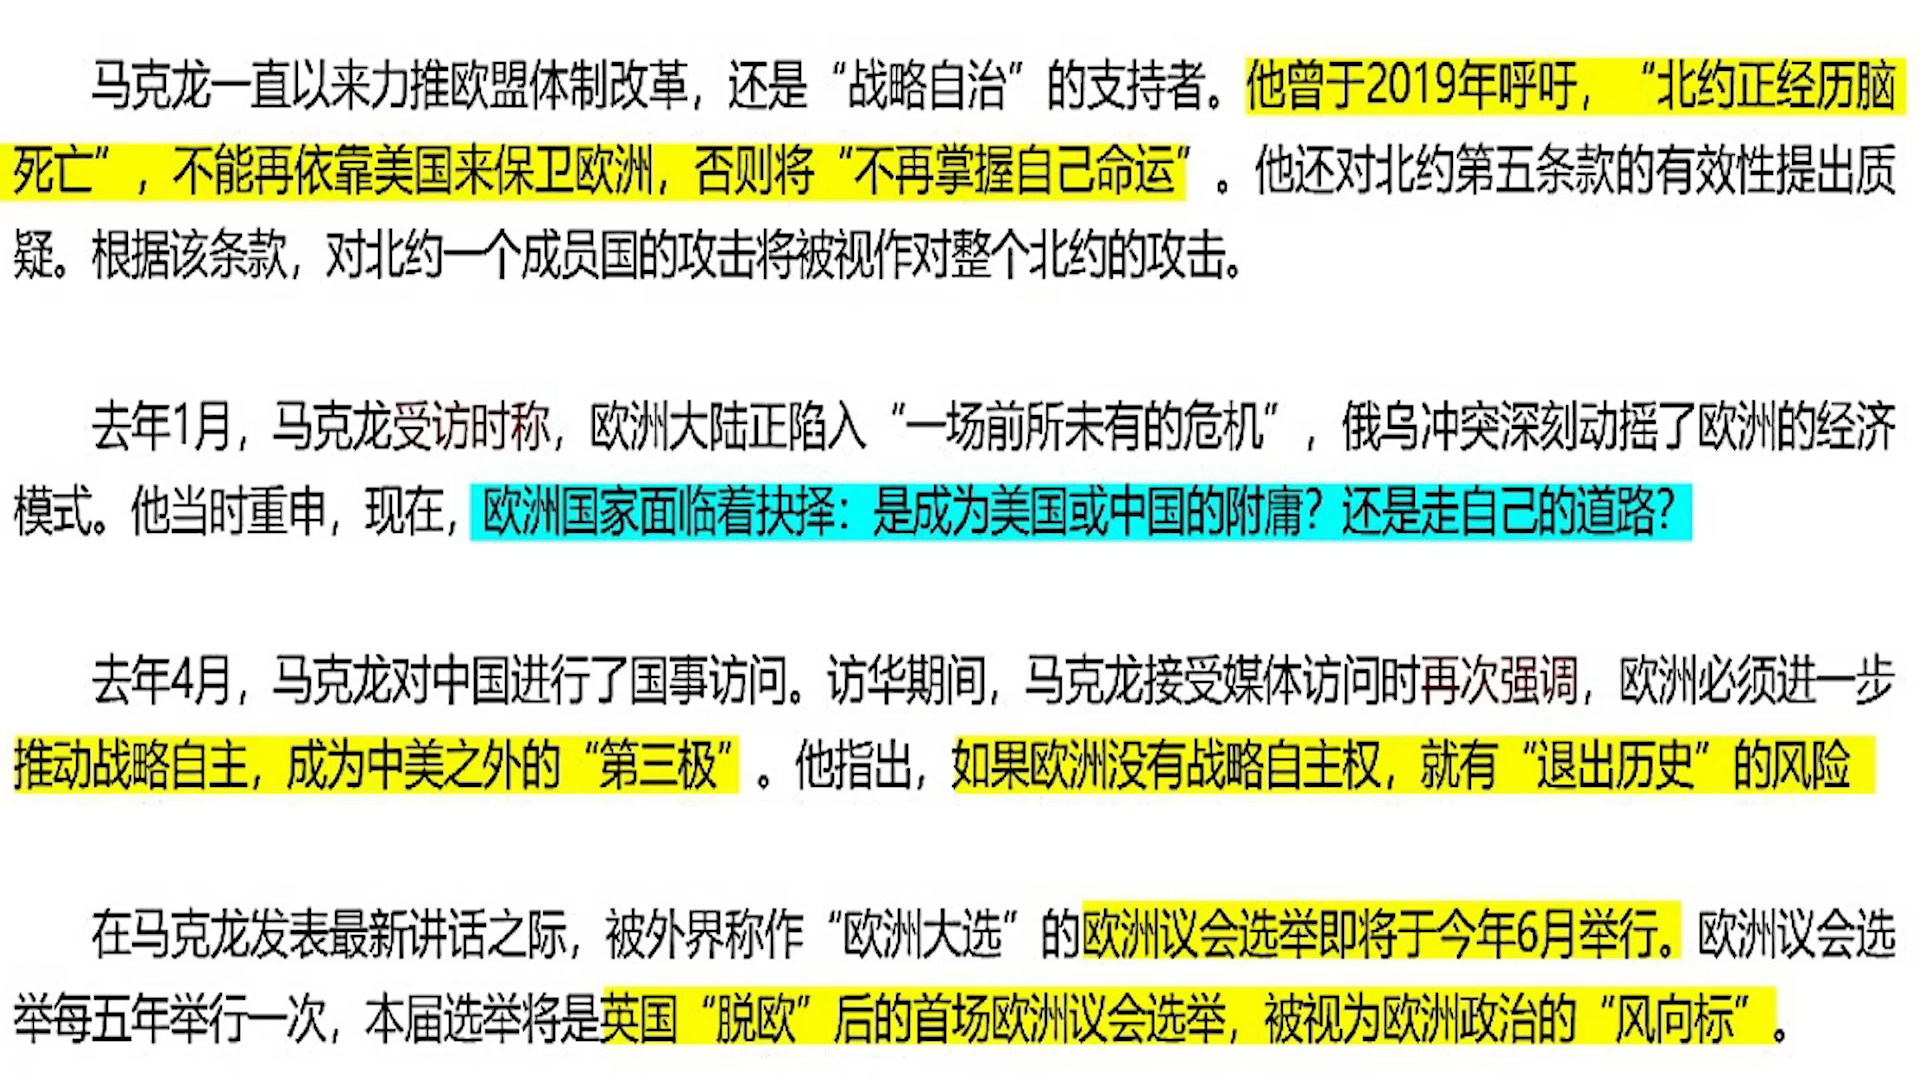 马克龙一直以来力推欧盟体制改革，还是“战略自治”的支持者。他曾于2019年呼吁，“北约正经历脑
死亡”，不能再依靠美国来保卫欧洲，否则将“不再掌握自己命运”。他还对北约第五条款的有效性提出质
疑。根据该条款，对北约一个成员国的攻击将被视作对整个北约的攻击。
去年1月，马克龙受访时称，欧洲大陆正陷入“一场前所未有的危机”，俄乌冲突深刻动摇了欧洲的经济
模式。他当时重申，现在，欧洲国家面临着抉择：是成为美国或中国的附庸？还是走自己的道路？
去年4月，马克龙对中国进行了国事访问。访华期间，马克龙接受媒体访问时再次强调，欧洲必须进一步
推动战略自主，成为中美之外的“第三极”。他指出，如果欧洲没有战略自主权，就有“退出历史”的风险
在马克龙发表最新讲话之际，被外界称作“欧洲大选”的欧洲议会选举即将于今年6月举行。欧洲议会选
举每五年举行一次，本届选举将是英国“脱欧”后的首场欧洲议会选举，被视为欧洲政治的“风向标”。